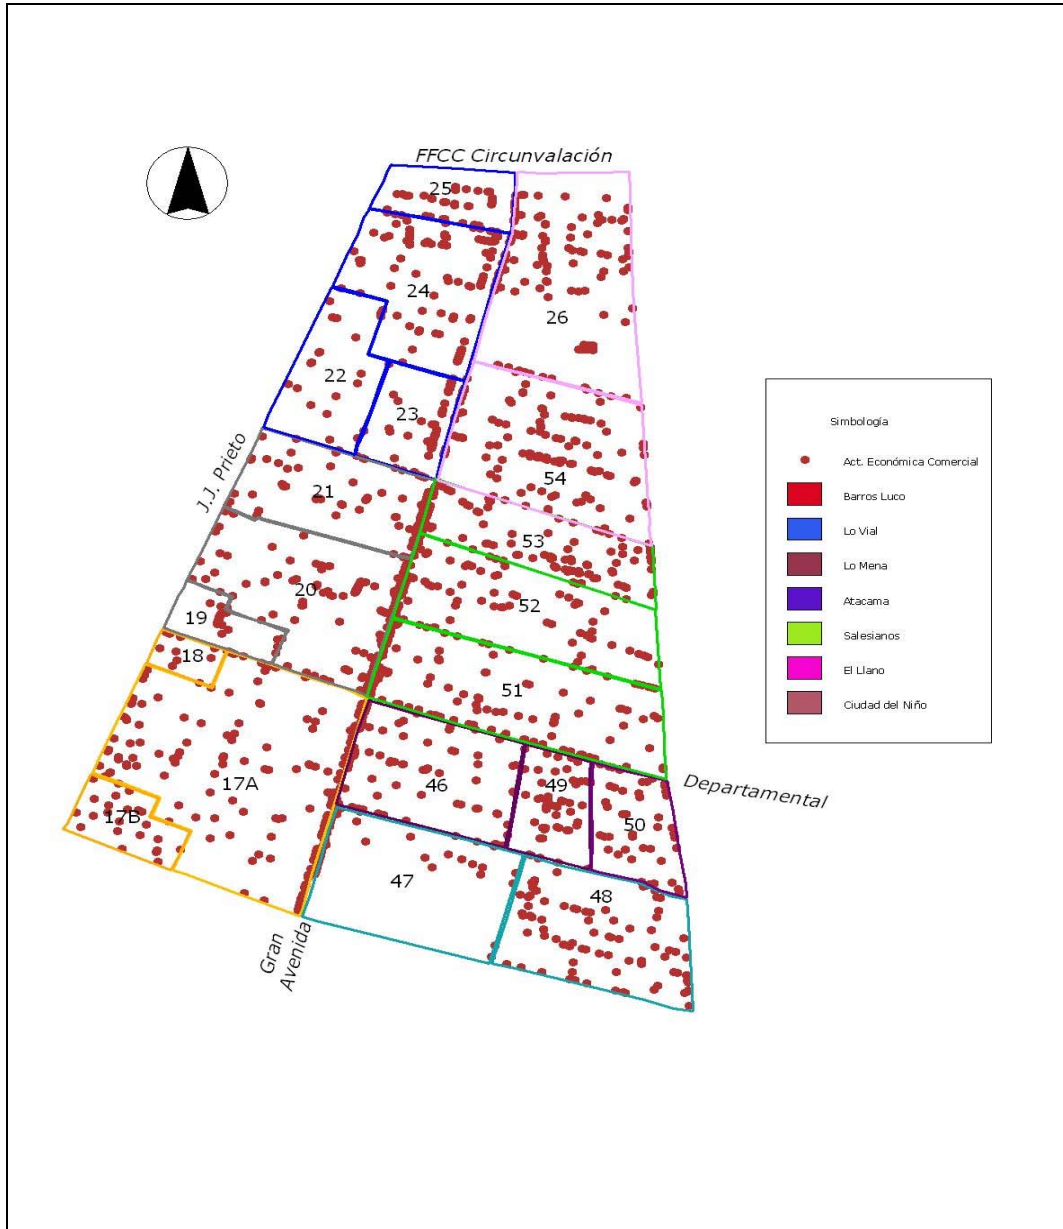 FFCC Circunvalación
25
24
26
22
23
J.J. Prieto
21
54
53
20
52
19
18
51
17A
46
49
50
Departamental
17B
47
48
Gran
Avenida
Simbología
Act. Económica Comercial
Barros Luco
Lo Vial
Lo Mena
Atacama
Salesianos
El Llano
Ciudad del Niño